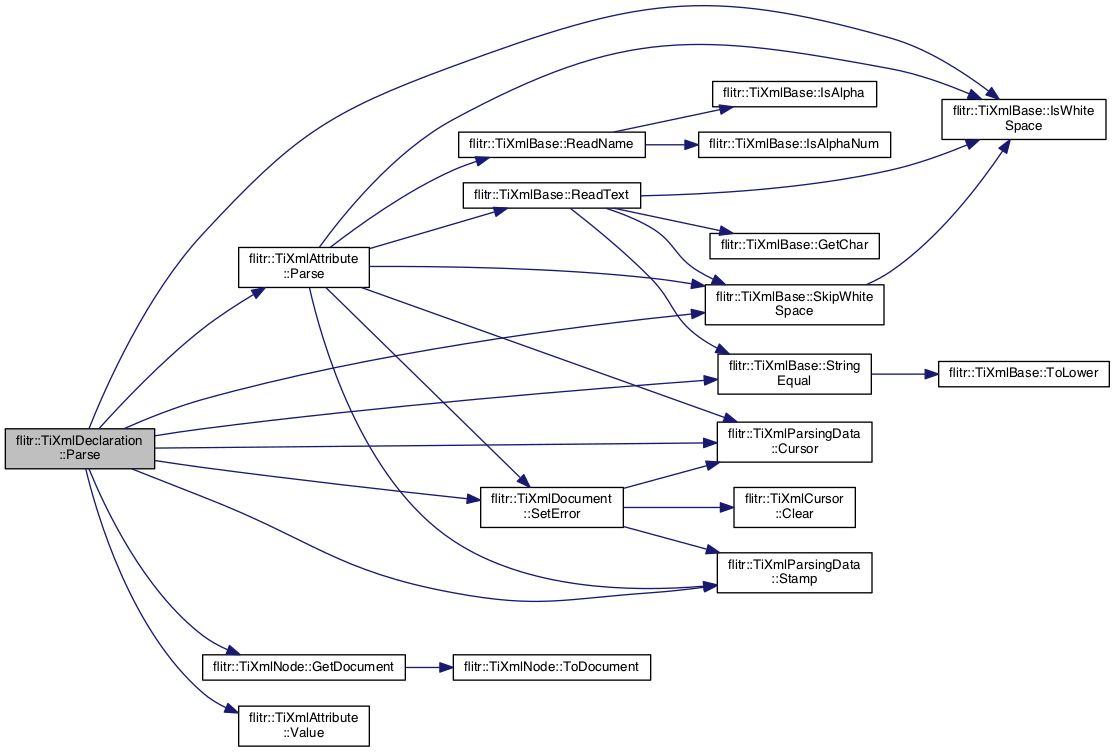 flitr::TiXmlBase::IsAlpha
flitr::TiXmlBase::IsWhite
Space
flitr::TiXmlBase::ReadName
flitr::TiXmlBase::IsAlphaNum
flitr::TiXmlBase::ReadText
flitr::TiXmlBase::GetChar
flitr::TiXmlAttribute
::Parse
flitr::TiXmlBase::SkipWhite
Space
flitr::TiXmlBase::String
Equal
flitr::TiXmlBase::ToLower
flitr::TiXmlDeclaration
::Parse
flitr::TiXmlParsingData
::Cursor
flitr::TiXmlDocument
::SetError
flitr::TiXmlCursor
::Clear
flitr::TiXmlParsingData
::Stamp
flitr::TiXmlNode::GetDocument
flitr::TiXmlNode::ToDocument
flitr::TiXmlAttribute
::Value